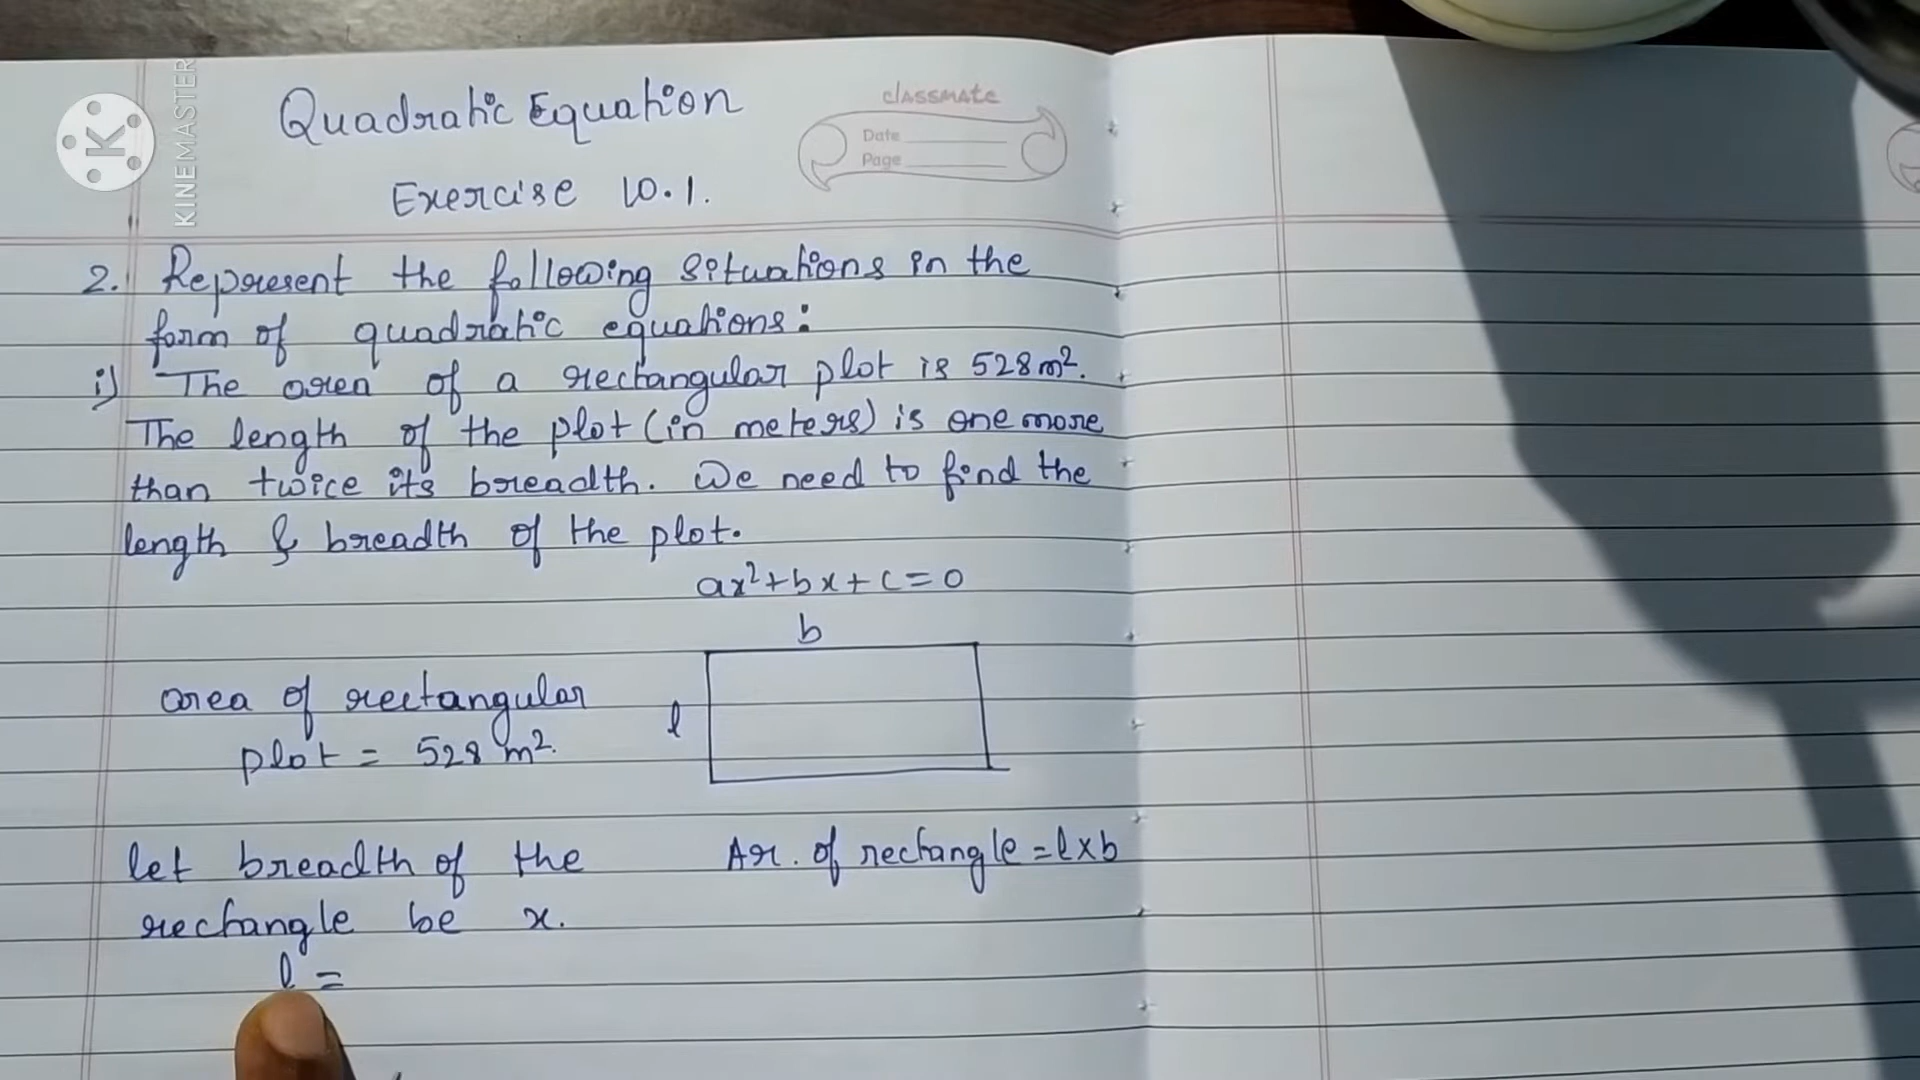 KINEMASTER
Quadratic Equation
classmate
Date
Page
Exercise 10.1.
2. Represent the following situations in the
form of quadratic equations:
i) The area of a rectangular plot is 528 m².
The length of the plot (in meters) is one more
than twice its breadth. We need to find the
length & breadth of the plot.
ax²+bx+c=0
b
area of rectangular
plot = 528 m².
l
let breadth of the
rectangle be x.
Ar. of rectangle = l×b
l =